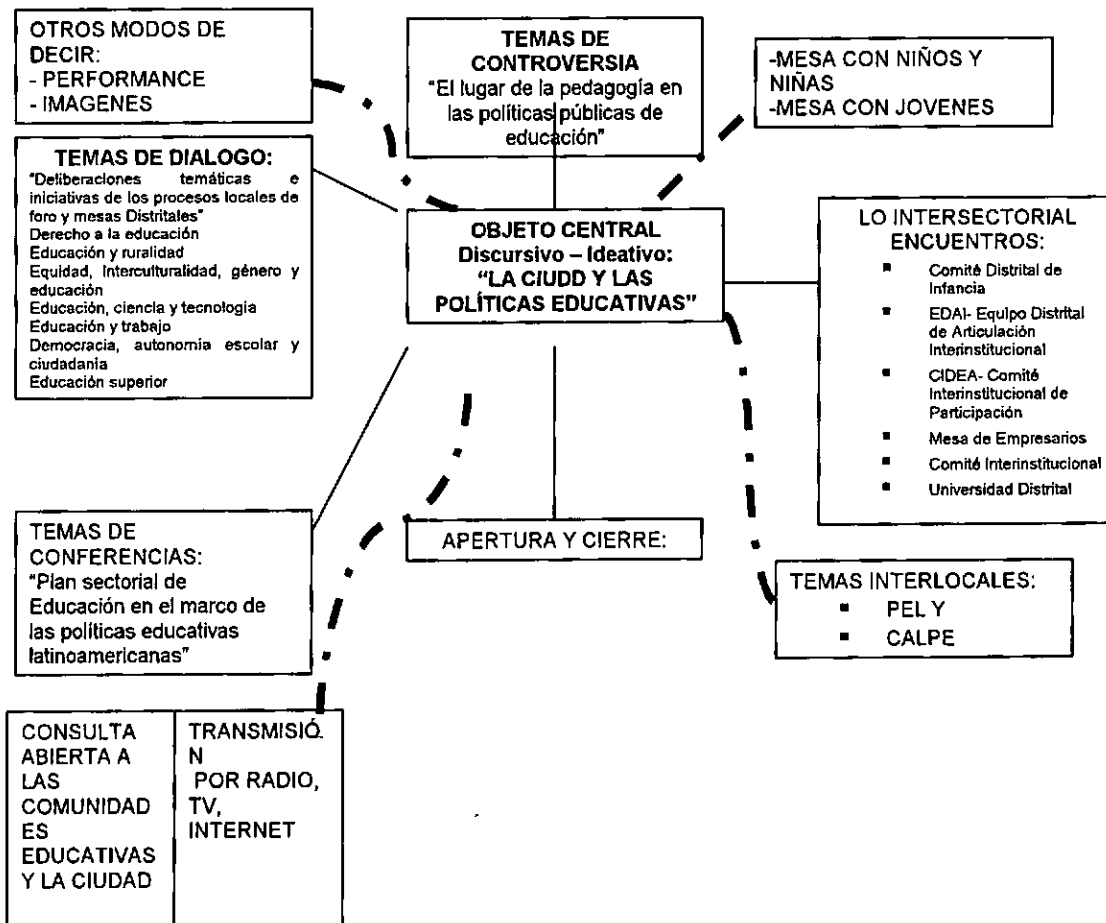 OTROS MODOS DE
DECIR:
- PERFORMANCE
- IMAGENES
TEMAS DE
CONTROVERSIA
"El lugar de la pedagogía en
las políticas públicas de
educación"
-MESA CON NIÑOS Y
NIÑAS
-MESA CON JOVENES
TEMAS DE DIALOGO:
"Deliberaciones temáticas e
iniciativas de los procesos locales de
foro y mesas Distritales"
Derecho a la educación
Educación y ruralidad
Equidad, Interculturalidad, género y
educación
Educación, ciencia y tecnología
Educación y trabajo
Democracia, autonomía escolar y
ciudadanía
Educación superior
OBJETO CENTRAL
Discursivo – Ideativo:
"LA CIUDD Y LAS
POLÍTICAS EDUCATIVAS"
LO INTERSECTORIAL
ENCUENTROS:
▪ Comité Distrital de
Infancia
▪ EDAI- Equipo Distrital
de Articulación
Interinstitucional
▪ CIDEA- Comité
Interinstitucional de
Participación
▪ Mesa de Empresarios
▪ Comité Interinstitucional
▪ Universidad Distrital
TEMAS DE
CONFERENCIAS:
"Plan sectorial de
Educación en el marco de
las políticas educativas
latinoamericanas"
APERTURA Y CIERRE:
TEMAS INTERLOCALES:
▪ PEL Y
▪ CALPE
CONSULTA
ABIERTA A
LAS
COMUNIDAD
ES
EDUCATIVAS
Y LA CIUDAD
TRANSMISIÓ
N
POR RADIO,
TV,
INTERNET